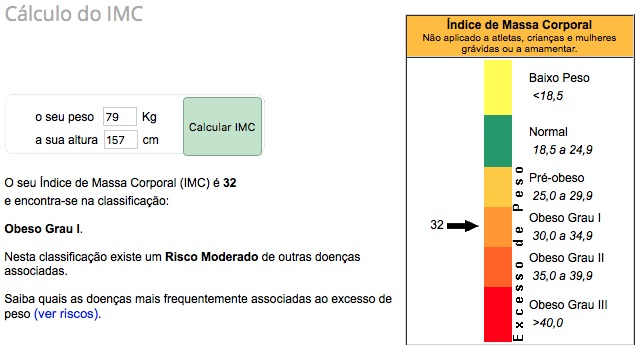 Cálculo do IMC
o seu peso 79 Kg
a sua altura 157 cm
Calcular IMC
O seu Índice de Massa Corporal (IMC) é 32
e encontra-se na classificação:
Obeso Grau I.
Nesta classificação existe um Risco Moderado de outras doenças
associadas.
Saiba quais as doenças mais frequentemente associadas ao excesso de
peso (ver riscos).
Índice de Massa Corporal
Não aplicado a atletas, crianças e mulheres
grávidas ou a amamentar.
Baixo Peso
<18,5
Normal
18,5 a 24,9
Pré-obeso
25,0 a 29,9
32
Obeso Grau I
30,0 a 34,9
Obeso Grau II
35,0 a 39,9
Obeso Grau III
>40,0
Excesso de Peso